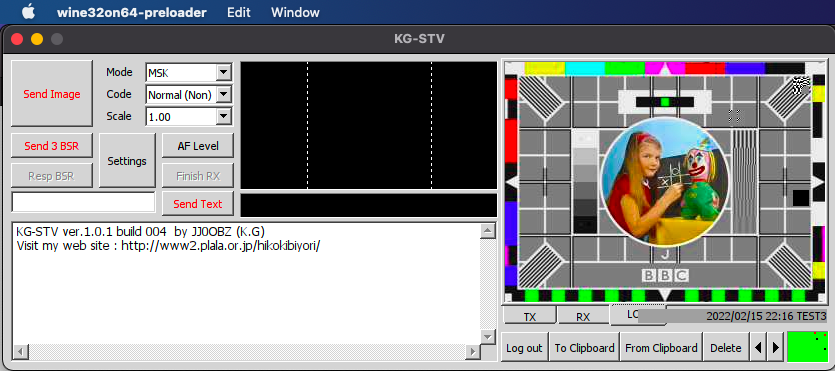 wine32on64-preloader Edit Window
KG-STV
Send Image
Mode MSK
Code Normal (Non)
Scale 1.00
Send 3 BSR
Settings
AF Level
Resp BSR
Finish RX
Send Text
KG-STV ver.1.0.1 build 004 by JJ0OBZ (K.G)
Visit my web site : http://www2.plala.or.jp/hikokibiyori/
X O
J
BBC
TX RX LO
2022/02/15 22:16 TEST3
Log out To Clipboard From Clipboard Delete